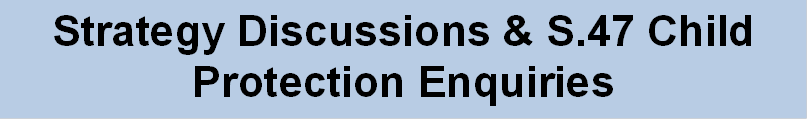 Strategy Discussions & S.47 Child
Protection Enquiries